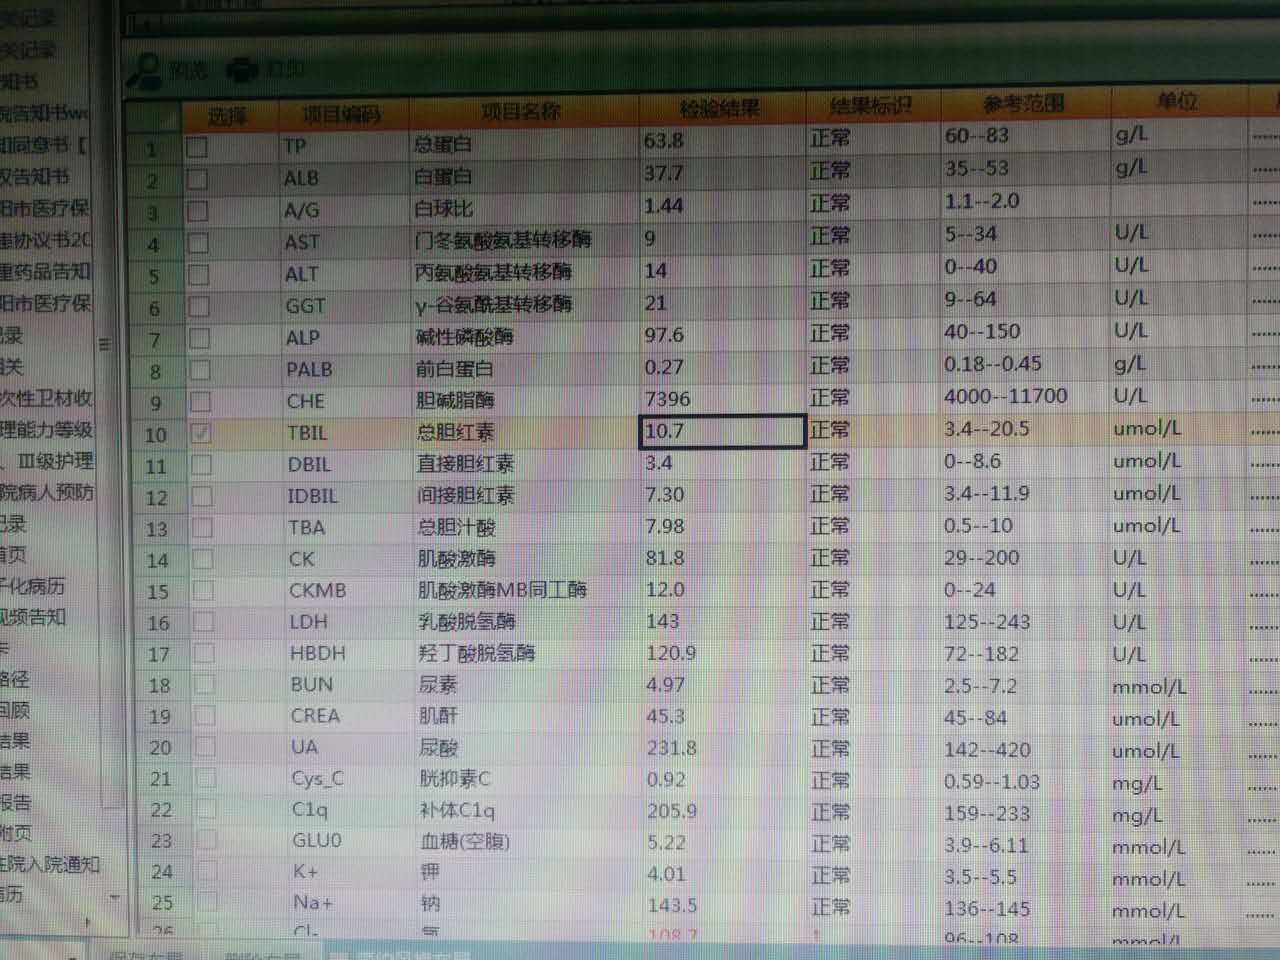 关记录
关记录
知书
预览 打印
选择 项目编码 项目名称 检验结果 结果标识 参考范围 单位
1 TP 总蛋白 63.8 正常 60--83 g/L
2 ALB 白蛋白 37.7 正常 35--53 g/L
3 A/G 白球比 1.44 正常 1.1--2.0
4 AST 门冬氨酸氨基转移酶 9 正常 5--34 U/L
5 ALT 丙氨酸氨基转移酶 14 正常 0--40 U/L
6 GGT γ-谷氨酰基转移酶 21 正常 9--64 U/L
7 ALP 碱性磷酸酶 97.6 正常 40--150 U/L
8 PALB 前白蛋白 0.27 正常 0.18--0.45 g/L
9 CHE 胆碱脂酶 7396 正常 4000--11700 U/L
10 TBIL 总胆红素 10.7 正常 3.4--20.5 umol/L
11 DBIL 直接胆红素 3.4 正常 0--8.6 umol/L
12 IDBIL 间接胆红素 7.30 正常 3.4--11.9 umol/L
13 TBA 总胆汁酸 7.98 正常 0.5--10 umol/L
14 CK 肌酸激酶 81.8 正常 29--200 U/L
15 CKMB 肌酸激酶MB同工酶 12.0 正常 0--24 U/L
16 LDH 乳酸脱氢酶 143 正常 125--243 U/L
17 HBDH 羟丁酸脱氢酶 120.9 正常 72--182 U/L
18 BUN 尿素 4.97 正常 2.5--7.2 mmol/L
19 CREA 肌酐 45.3 正常 45--84 umol/L
20 UA 尿酸 231.8 正常 142--420 umol/L
21 Cys_C 胱抑素C 0.92 正常 0.59--1.03 mg/L
22 C1q 补体C1q 205.9 正常 159--233 mg/L
23 GLU0 血糖(空腹) 5.22 正常 3.9--6.11 mmol/L
24 K+ 钾 4.01 正常 3.5--5.5 mmol/L
25 Na+ 钠 143.5 正常 136--145 mmol/L
26 Cl- 氯 108.7 96--108 mmol/L
院告知书wo
知同意书【
权告知书
阳市医疗保
患协议书20
理药品告知
阳市医疗保
记录
相关
次性卫材收
理能力等级
、Ⅲ级护理
院病人预防
记录
首页
子化病历
视频告知
卡
路径
回顾
结果
结果
报告
附页
住院入院通知
病历
保存布局 删除布局